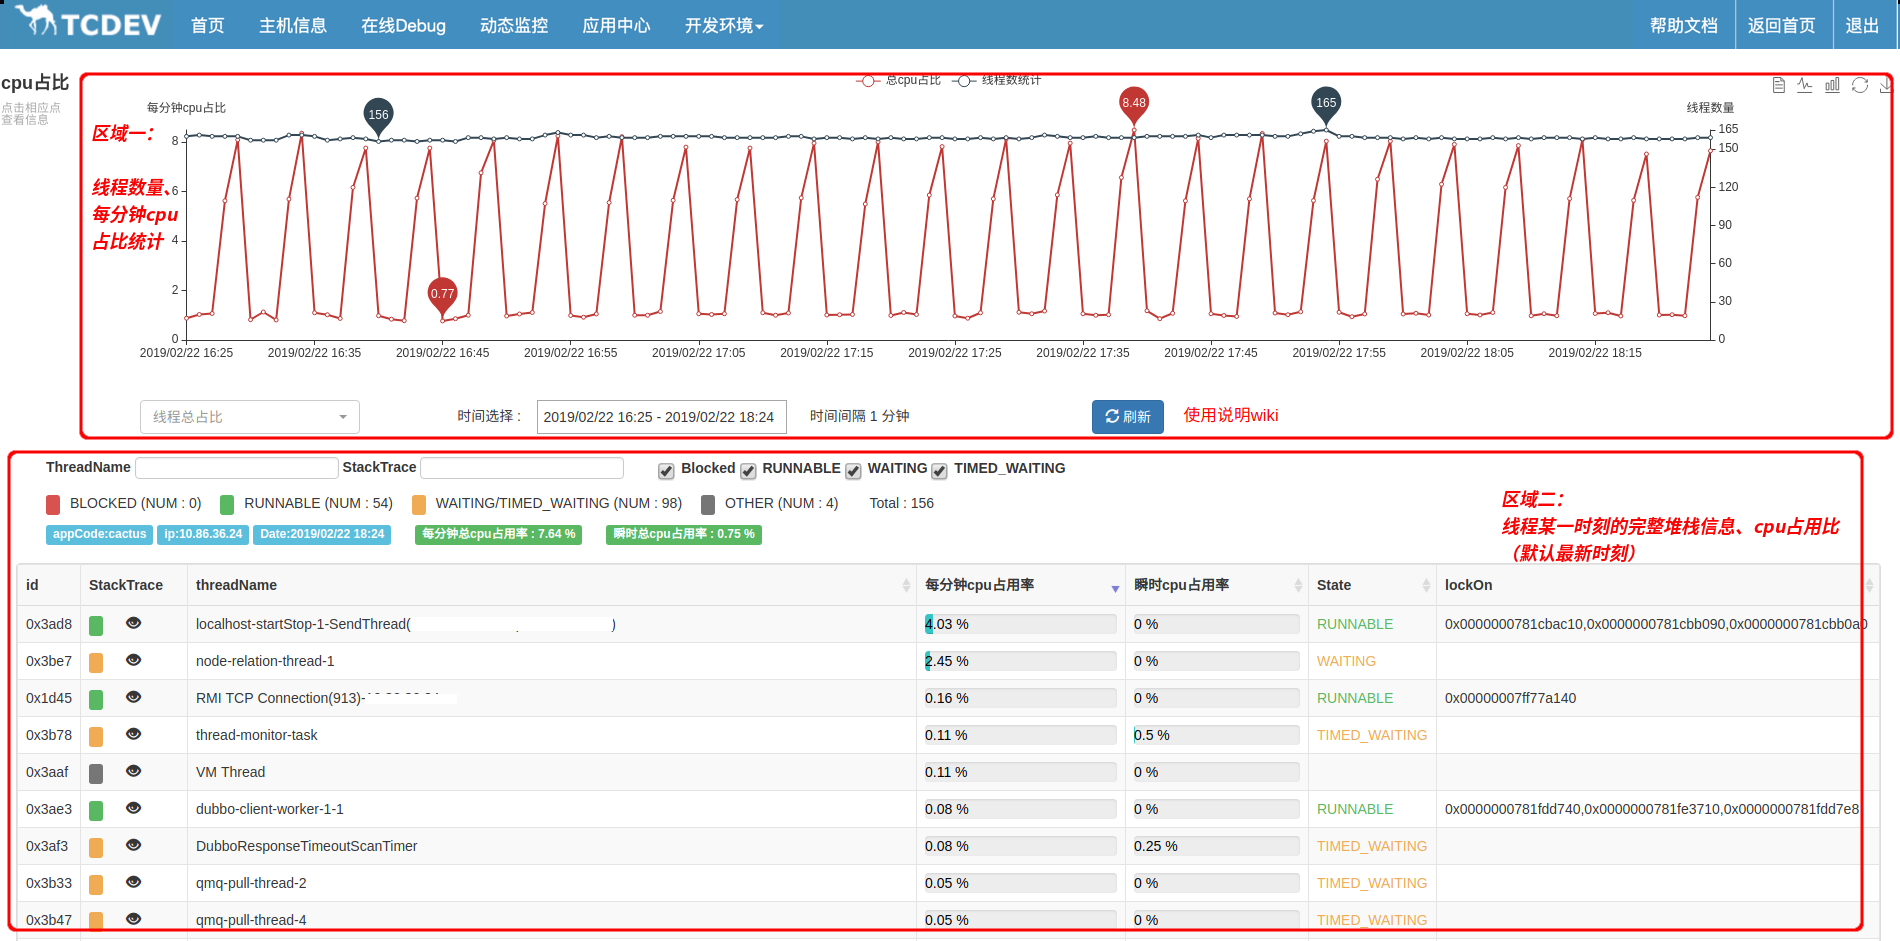 TCDEV 首页 主机信息 在线Debug 动态监控 应用中心 开发环境 帮助文档 返回首页 退出
cpu占比
点击相应点
查看信息
总cpu占比 线程数统计
每分钟cpu占比 线程数量
156 8.48 165 0.77
区域一：
线程数量、
每分钟cpu
占比统计
8
6
4
2
0
165
150
120
90
60
30
0
2019/02/22 16:25 2019/02/22 16:35 2019/02/22 16:45 2019/02/22 16:55 2019/02/22 17:05 2019/02/22 17:15 2019/02/22 17:25 2019/02/22 17:35 2019/02/22 17:45 2019/02/22 17:55 2019/02/22 18:05 2019/02/22 18:15
线程总占比 时间选择： 2019/02/22 16:25 - 2019/02/22 18:24 时间间隔 1 分钟 刷新 使用说明wiki
ThreadName StackTrace Blocked RUNNABLE WAITING TIMED_WAITING
BLOCKED (NUM : 0) RUNNABLE (NUM : 54) WAITING/TIMED_WAITING (NUM : 98) OTHER (NUM : 4) Total : 156
appCode:cactus ip:10.86.36.24 Date:2019/02/22 18:24 每分钟总cpu占用率 : 7.64 % 瞬时总cpu占用率 : 0.75 %
区域二：
线程某一时刻的完整堆栈信息、cpu占用比
（默认最新时刻）
id StackTrace threadName 每分钟cpu占用率 瞬时cpu占用率 State lockOn
0x3ad8 localhost-startStop-1-SendThread( ) 4.03 % 0 % RUNNABLE 0x0000000781cbac10,0x0000000781cbb090,0x0000000781cbb0a0
0x3be7 node-relation-thread-1 2.45 % 0 % WAITING
0x1d45 RMI TCP Connection(913)- 0.16 % 0 % RUNNABLE 0x00000007ff77a140
0x3b78 thread-monitor-task 0.11 % 0.5 % TIMED_WAITING
0x3aaf VM Thread 0.11 % 0 %
0x3ae3 dubbo-client-worker-1-1 0.08 % 0 % RUNNABLE 0x0000000781fdd740,0x0000000781fe3710,0x0000000781fdd7e8
0x3af3 DubboResponseTimeoutScanTimer 0.08 % 0.25 % TIMED_WAITING
0x3b33 qmq-pull-thread-2 0.05 % 0 % TIMED_WAITING
0x3b47 qmq-pull-thread-4 0.05 % 0 % TIMED_WAITING